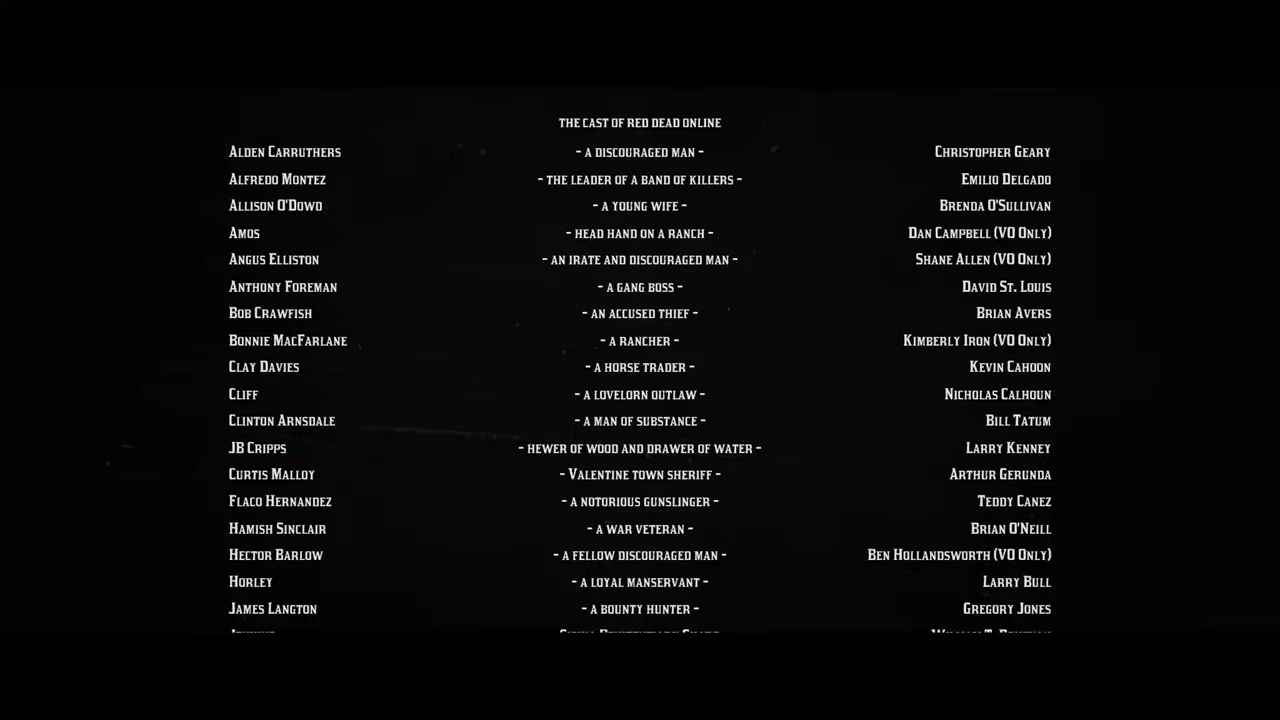 THE CAST OF RED DEAD ONLINE
ALDEN CARRUTHERS - A DISCOURAGED MAN - CHRISTOPHER GEARY
ALFREDO MONTEZ - THE LEADER OF A BAND OF KILLERS - EMILIO DELGADO
ALLISON O'DOWD - A YOUNG WIFE - BRENDA O'SULLIVAN
AMOS - HEAD HAND ON A RANCH - DAN CAMPBELL (VO ONLY)
ANGUS ELLISTON - AN IRATE AND DISCOURAGED MAN - SHANE ALLEN (VO ONLY)
ANTHONY FOREMAN - A GANG BOSS - DAVID ST. LOUIS
BOB CRAWFISH - AN ACCUSED THIEF - BRIAN AVERS
BONNIE MACFARLANE - A RANCHER - KIMBERLY IRON (VO ONLY)
CLAY DAVIES - A HORSE TRADER - KEVIN CAHOON
CLIFF - A LOVELORN OUTLAW - NICHOLAS CALHOUN
CLINTON ARNSDALE - A MAN OF SUBSTANCE - BILL TATUM
JB CRIPPS - HEWER OF WOOD AND DRAWER OF WATER - LARRY KENNEY
CURTIS MALLOY - VALENTINE TOWN SHERIFF - ARTHUR GERUNDA
FLACO HERNANDEZ - A NOTORIOUS GUNSLINGER - TEDDY CANEZ
HAMISH SINCLAIR - A WAR VETERAN - BRIAN O'NEILL
HECTOR BARLOW - A FELLOW DISCOURAGED MAN - BEN HOLLANDSWORTH (VO ONLY)
HORLEY - A LOYAL MANSERVANT - LARRY BULL
JAMES LANGTON - A BOUNTY HUNTER - GREGORY JONES